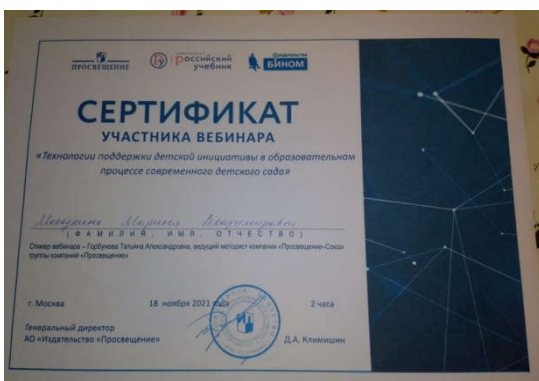 ПРОСВЕЩЕНИЕ
Российский
учебник
БИНОМ
СЕРТИФИКАТ
УЧАСТНИКА ВЕБИНАРА
«Технологии поддержки детской инициативы в образовательном
процессе современного детского сада»
Марина Владимировна
(ФАМИЛИЯ, ИМЯ, ОТЧЕСТВО)
Спикер вебинара – Горбунова Татьяна Александровна, ведущий методист компании «Просвещение-Союз»
группы компаний «Просвещение»
г. Москва 18 ноября 2021 года 2 часа
Генеральный директор
АО «Издательство «Просвещение» Д.А. Климишин